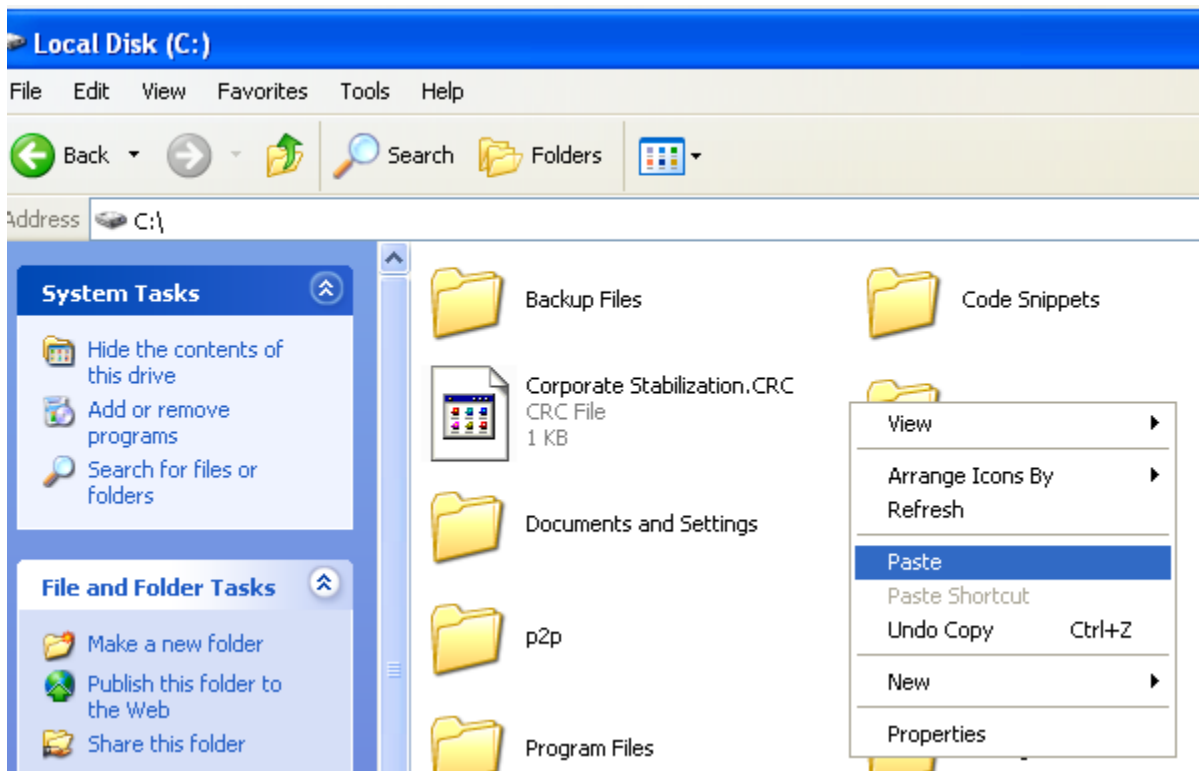 Local Disk (C:)
File Edit View Favorites Tools Help
Back Search Folders
Address C:\
System Tasks
Hide the contents of
this drive
Add or remove
programs
Search for files or
folders
File and Folder Tasks
Make a new folder
Publish this folder to
the Web
Share this folder
Backup Files
Code Snippets
Corporate Stabilization.CRC
CRC File
1 KB
Documents and Settings
p2p
Program Files
View
Arrange Icons By
Refresh
Paste
Paste Shortcut
Undo Copy Ctrl+Z
New
Properties